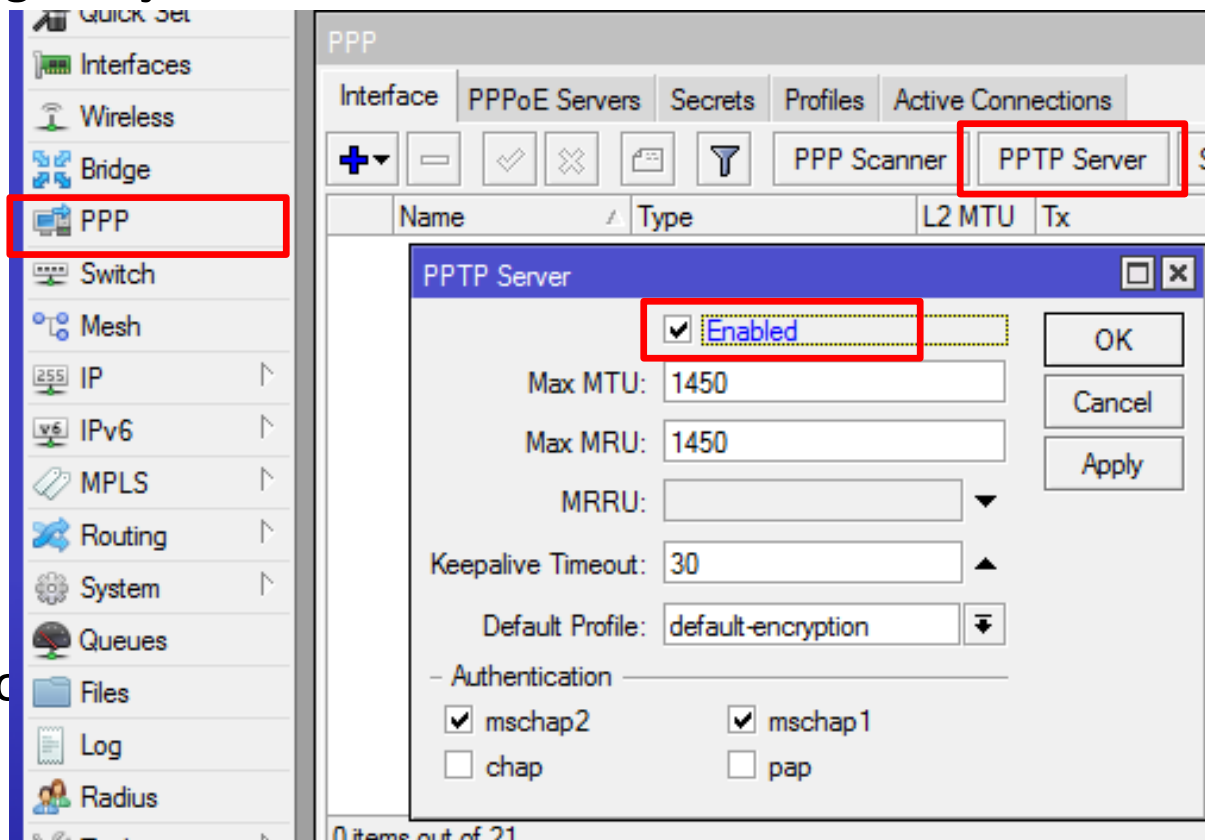 Quick Set
Interfaces
Wireless
Bridge
PPP
Switch
Mesh
255 IP
v6 IPv6
MPLS
Routing
System
Queues
Files
Log
Radius
PPP
Interface PPPoE Servers Secrets Profiles Active Connections
PPP Scanner PPTP Server
Name Type L2 MTU Tx
PPTP Server
Enabled
OK
Max MTU: 1450
Cancel
Max MRU: 1450
Apply
MRRU:
Keepalive Timeout: 30
Default Profile: default-encryption
Authentication
mschap2 mschap1
chap pap
0 items out of 21